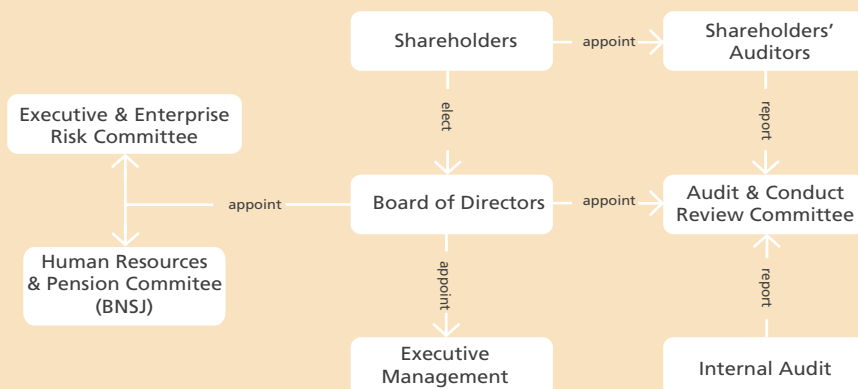 Shareholders
appoint
Shareholders’
Auditors
elect
report
Executive & Enterprise
Risk Committee
appoint
Board of Directors
appoint
Audit & Conduct
Review Committee
Human Resources
& Pension Commitee
(BNSJ)
appoint
report
Executive
Management
Internal Audit